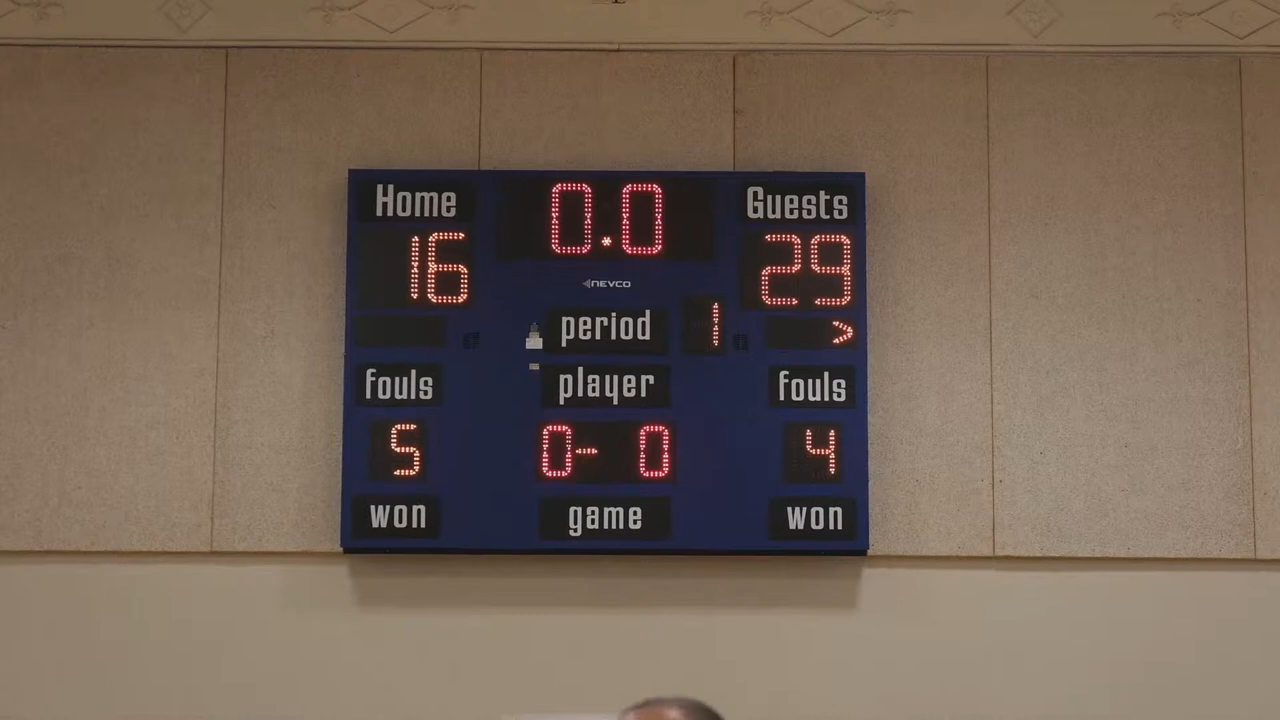 Home 0.0 Guests
16 29
NEVCO
period 1 >
fouls player fouls
5 0- 0 4
won game won